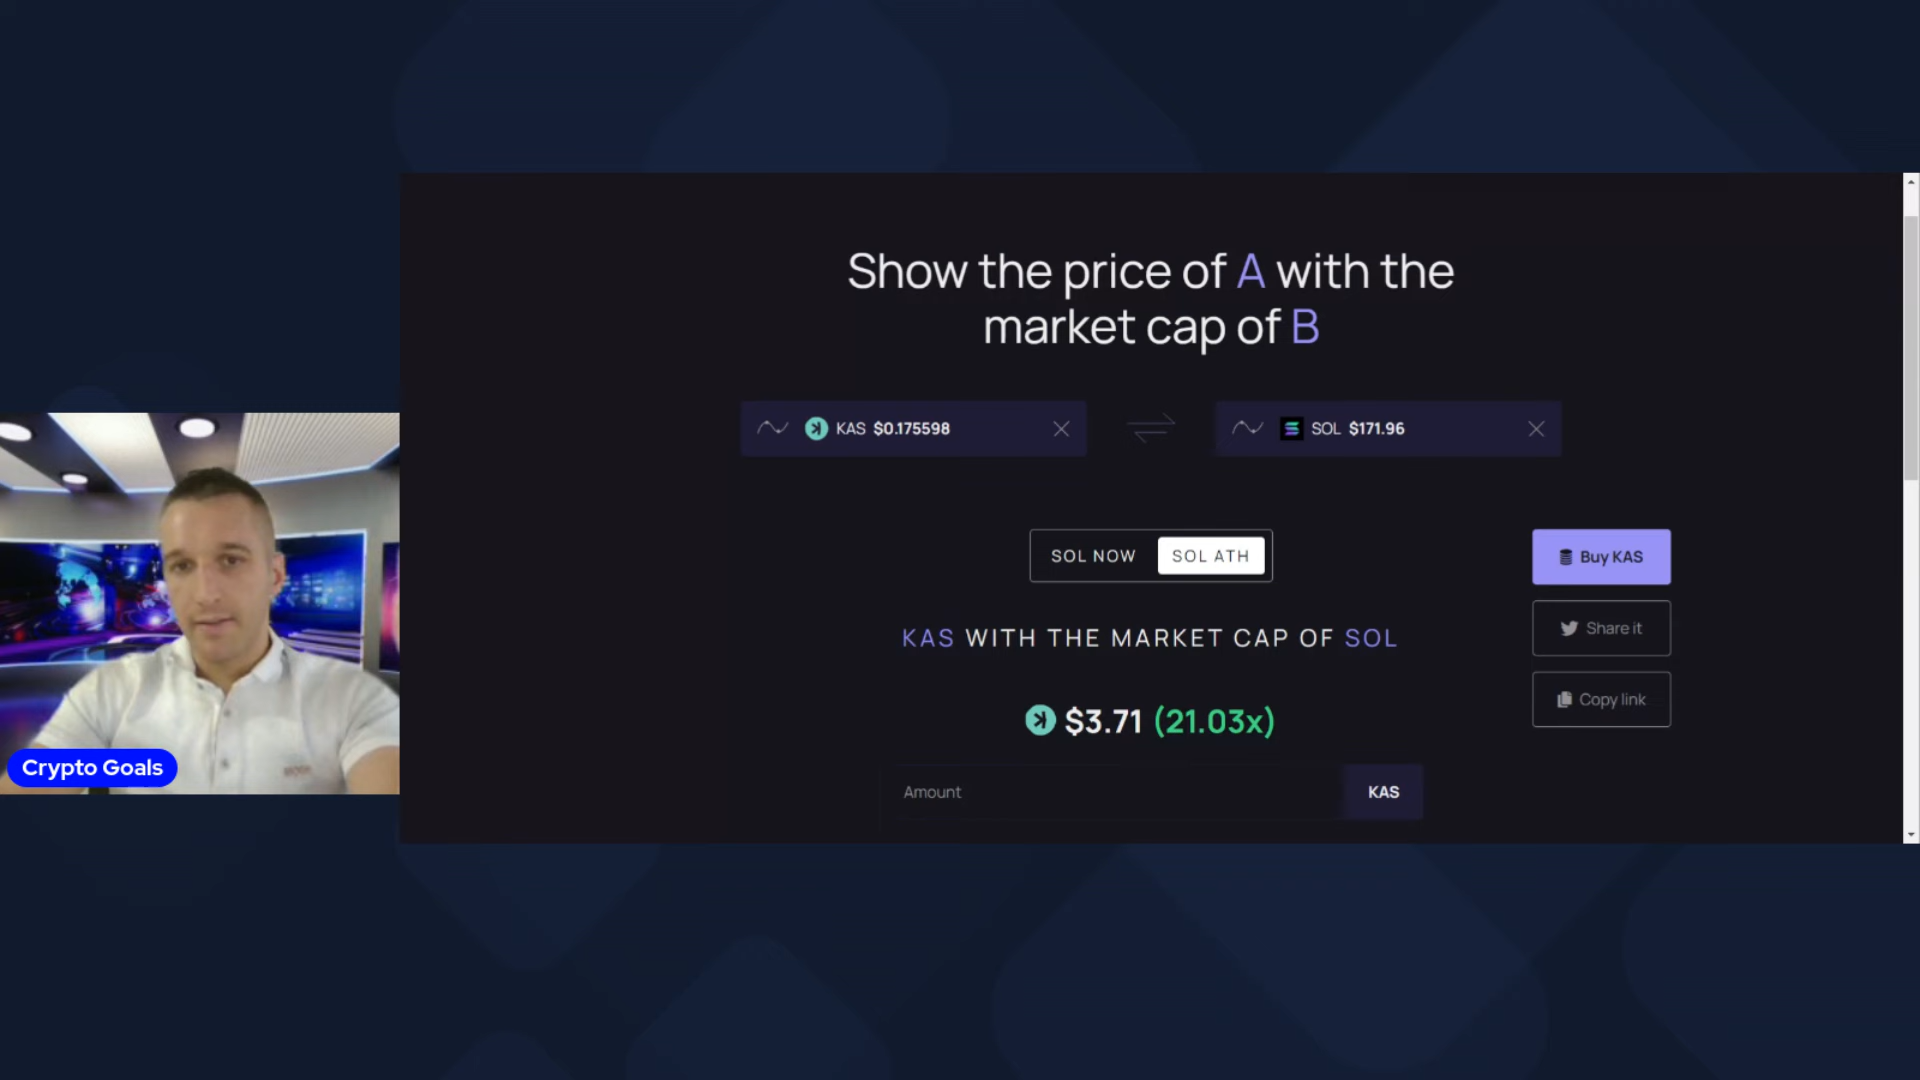 Show the price of A with the
market cap of B
KAS $0.175598
SOL $171.96
SOL NOW
SOL ATH
Buy KAS
KAS WITH THE MARKET CAP OF SOL
Share it
Copy link
$3.71 (21.03x)
Amount
KAS
Crypto Goals